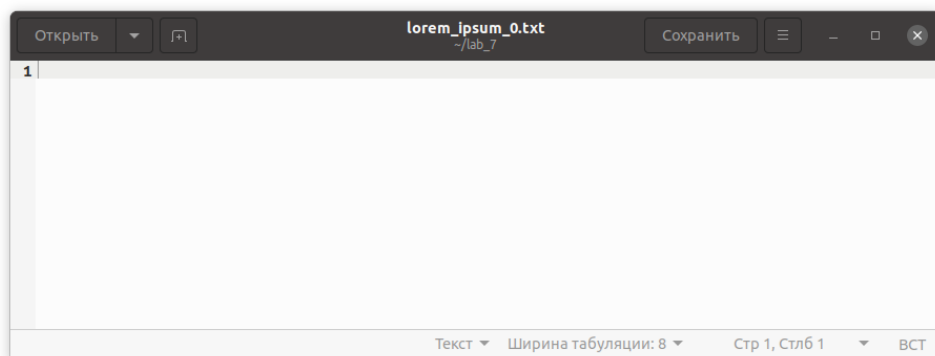 Открыть
lorem_ipsum_0.txt
~/lab_7
Сохранить
1
Текст Ширина табуляции: 8 Стр 1, Стлб 1 ВСТ